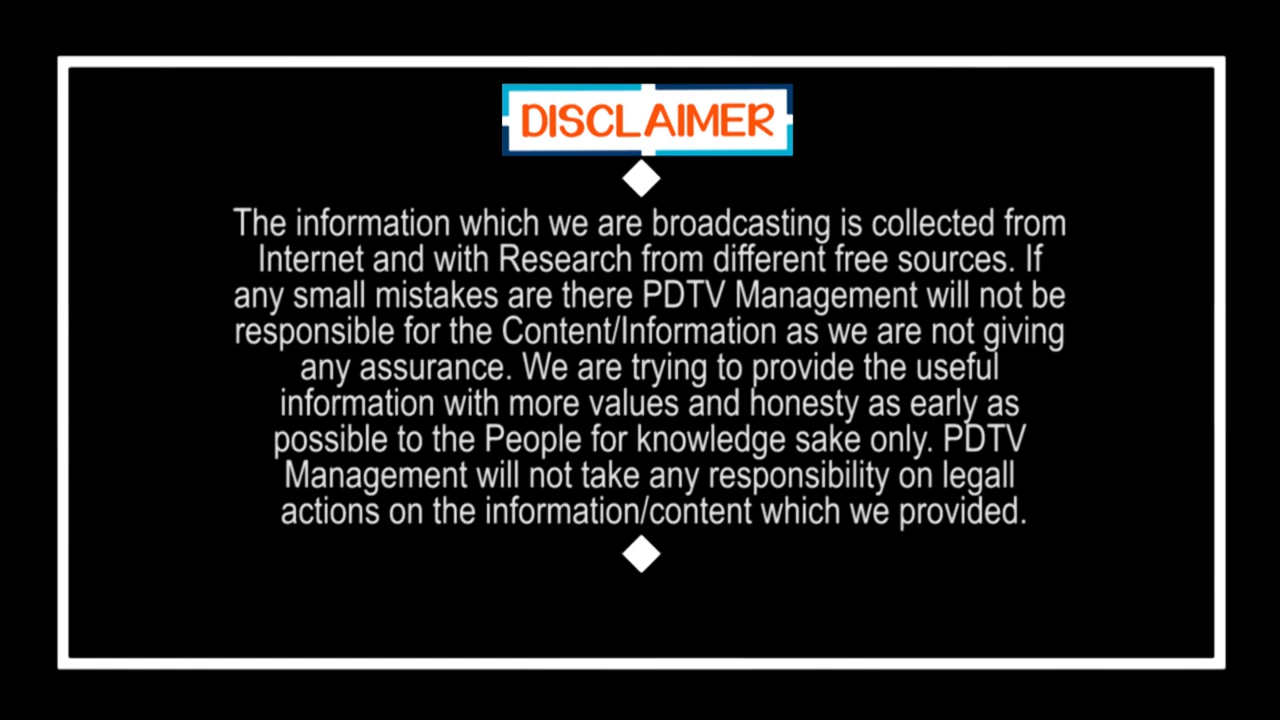 DISCLAIMER
The information which we are broadcasting is collected from
Internet and with Research from different free sources. If
any small mistakes are there PDTV Management will not be
responsible for the Content/Information as we are not giving
any assurance. We are trying to provide the useful
information with more values and honesty as early as
possible to the People for knowledge sake only. PDTV
Management will not take any responsibility on legall
actions on the information/content which we provided.